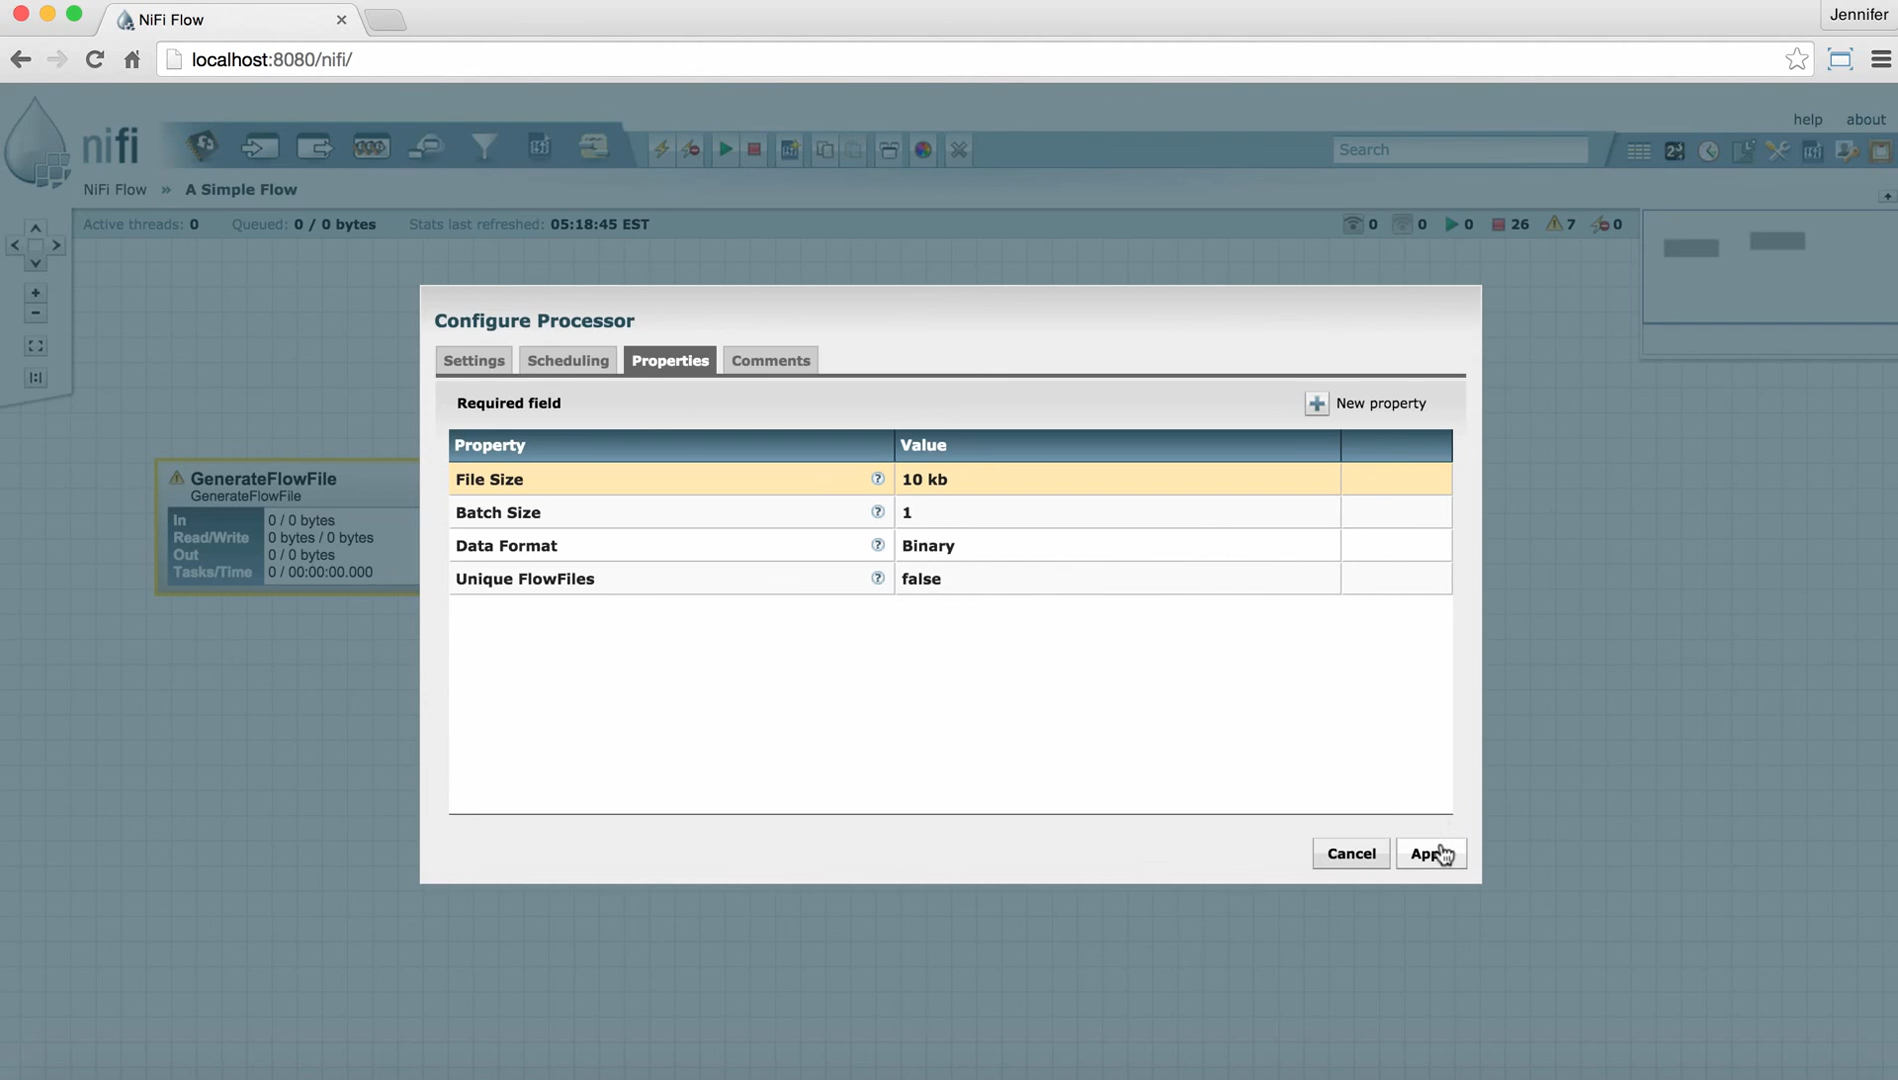 NiFi Flow
Jennifer
localhost:8080/nifi/
help about
nifi
Search
NiFi Flow » A Simple Flow
Active threads: 0 Queued: 0 / 0 bytes Stats last refreshed: 05:18:45 EST 0 0 0 26 7 0
Configure Processor
Settings Scheduling Properties Comments
Required field New property
Property Value
File Size 10 kb
Batch Size 1
Data Format Binary
Unique FlowFiles false
GenerateFlowFile
GenerateFlowFile
In 0 / 0 bytes
Read/Write 0 bytes / 0 bytes
Out 0 / 0 bytes
Tasks/Time 0 / 00:00:00.000
Cancel